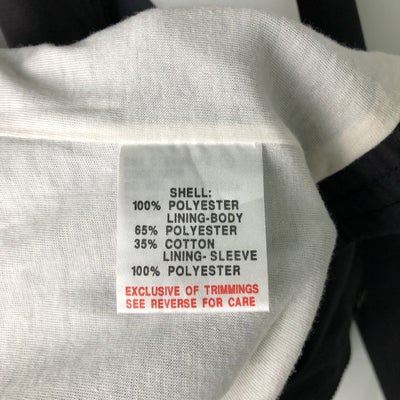 SHELL:
100% POLYESTER
LINING-BODY
65% POLYESTER
35% COTTON
LINING-SLEEVE
100% POLYESTER
EXCLUSIVE OF TRIMMINGS
SEE REVERSE FOR CARE